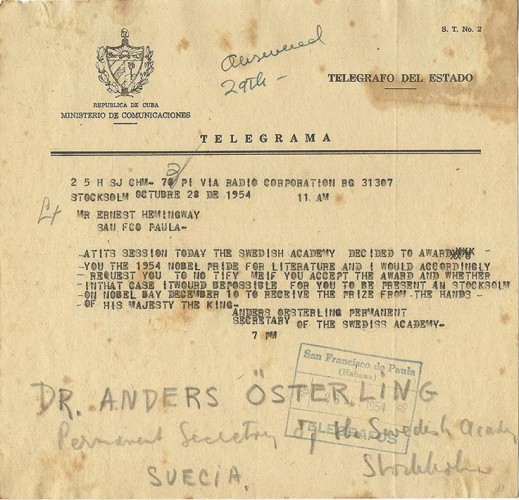 S. T. No. 2
answered
29th -
REPUBLICA DE CUBA
MINISTERIO DE COMUNICACIONES
TELEGRAFO DEL ESTADO
TELEGRAMA
2 5 H SJ CHM- 78 PI VIA RADIO CORPORATION RG 31307
STOCKSOLM OCTUBRE 28 DE 1954 11 AM
MR ERNEST HEMINGWAY
SAN FCO PAULA-
-ATITS SESSION TODAY THE SWEDISH ACADEMY DECIDED TO AWARDXXXX
-YOU THE 1954 NOBEL PRIDE FOR LITERATURE AND I WOULD ACCORDINGLY
-REQUEST YOU TO NO TIFY MEIF YOU ACCEPT THE AWARD AND WHETHER
INTHAT CASE ITWOURD BEPOSSIBLE FOR YOU TO BE PRESENT AN STOCKSOLM
-ON NOBEL DAY DECEMBER 10 TO RECEIVE THE PRIZE FROM THE HANDS -
-OF HIS MAJESTY THE KING-
ANDERS OESTERLING PERMANENT
SECRETARY OF THE SWEDISS ACADEMY-
7 PM
San Francisco de Paula
(Habana)
1954
TELEGRAFOS
DR. ANDERS ÖSTERLING
Permanent Secretary of the Swedish Academy
SUECIA. Stockholm